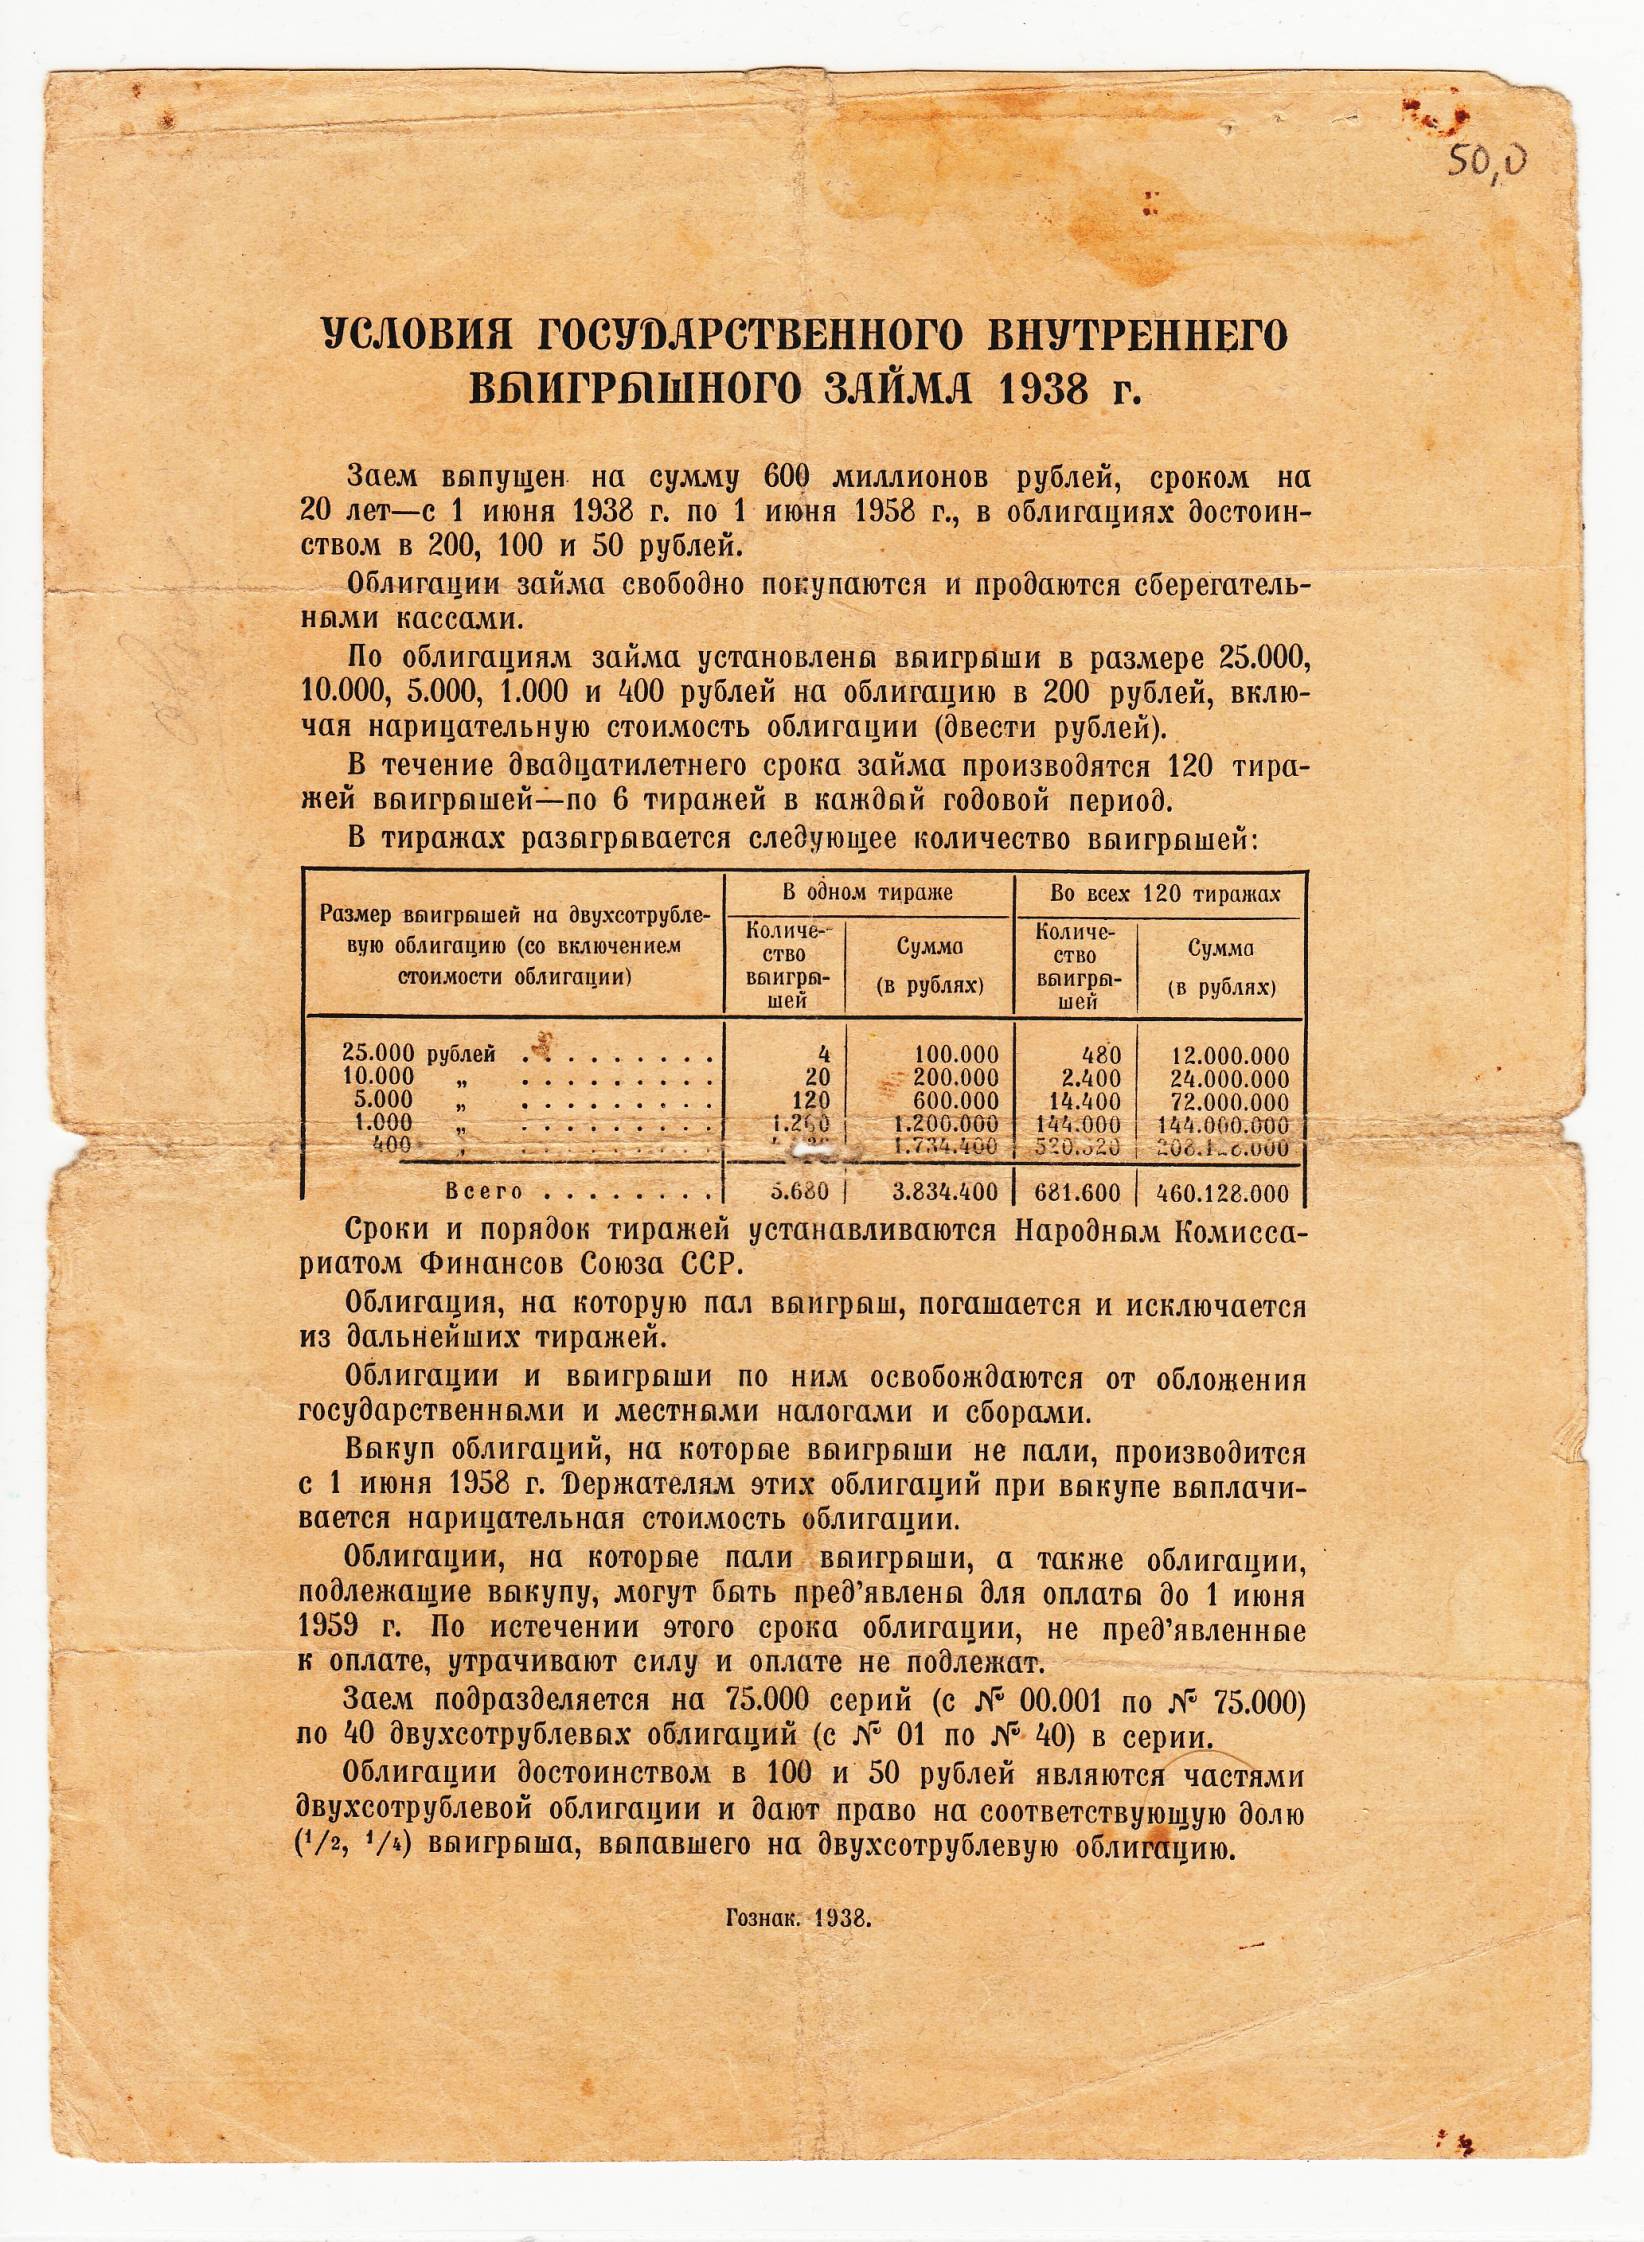 50,0
УСЛОВИЯ ГОСУДАРСТВЕННОГО ВНУТРЕННЕГО
ВЫИГРЫШНОГО ЗАЙМА 1938 г.
Заем выпущен на сумму 600 миллионов рублей, сроком на
20 лет—с 1 июня 1938 г. по 1 июня 1958 г., в облигациях достоин-
ством в 200, 100 и 50 рублей.
Облигации займа свободно покупаются и продаются сберегатель-
ными кассами.
По облигациям займа установлены выигрыши в размере 25.000,
10.000, 5.000, 1.000 и 400 рублей на облигацию в 200 рублей, вклю-
чая нарицательную стоимость облигации (двести рублей).
В течение двадцатилетнего срока займа производятся 120 тира-
жей выигрышей—по 6 тиражей в каждый годовой период.
В тиражах разыгрывается следующее количество выигрышей:
Размер выигрышей на двухсотрубле-
вую облигацию (со включением
стоимости облигации)
В одном тираже
Во всех 120 тиражах
Количе-
ство
выигры-
шей
Сумма
(в рублях)
Количе-
ство
выигры-
шей
Сумма
(в рублях)
25.000 рублей . . . . . . . . . 4 100.000 480 12.000.000
10.000 „ . . . . . . . . . 20 200.000 2.400 24.000.000
5.000 „ . . . . . . . . . 120 600.000 14.400 72.000.000
1.000 „ . . . . . . . . . 1.200.000 144.000 144.000.000
400 „ . . . . . . . . . 1.734.400 520.320 208.128.000
Всего . . . . . . . . 5.680 3.834.400 681.600 460.128.000
Сроки и порядок тиражей устанавливаются Народным Комисса-
риатом Финансов Союза ССР.
Облигация, на которую пал выигрыш, погашается и исключается
из дальнейших тиражей.
Облигации и выигрыши по ним освобождаются от обложения
государственными и местными налогами и сборами.
Выкуп облигаций, на которые выигрыши не пали, производится
с 1 июня 1958 г. Держателям этих облигаций при выкупе выплачи-
вается нарицательная стоимость облигации.
Облигации, на которые пали выигрыши, а также облигации,
подлежащие выкупу, могут быть пред’явлены для оплаты до 1 июня
1959 г. По истечении этого срока облигации, не пред’явленные
к оплате, утрачивают силу и оплате не подлежат.
Заем подразделяется на 75.000 серий (с № 00.001 по № 75.000)
по 40 двухсотрублевых облигаций (с № 01 по № 40) в серии.
Облигации достоинством в 100 и 50 рублей являются частями
двухсотрублевой облигации и дают право на соответствующую долю
(1/2, 1/4) выигрыша, выпавшего на двухсотрублевую облигацию.
Гознак. 1938.